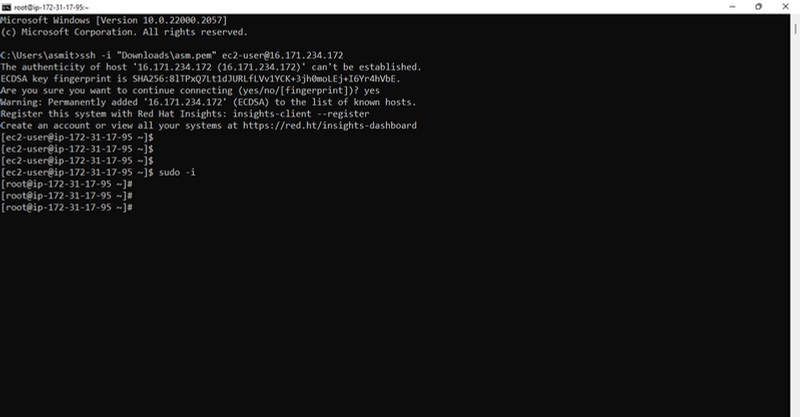 root@ip-172-31-17-95:~
Microsoft Windows [Version 10.0.22000.2057]
(c) Microsoft Corporation. All rights reserved.
C:\Users\asmit>ssh -i "Downloads\asm.pem" ec2-user@16.171.234.172
The authenticity of host '16.171.234.172 (16.171.234.172)' can't be established.
ECDSA key fingerprint is SHA256:8lTPxQ7Lt1dJURLfLVv1YCK+3jh0moLEj+I6Yr4hVbE.
Are you sure you want to continue connecting (yes/no/[fingerprint])? yes
Warning: Permanently added '16.171.234.172' (ECDSA) to the list of known hosts.
Register this system with Red Hat Insights: insights-client --register
Create an account or view all your systems at https://red.ht/insights-dashboard
[ec2-user@ip-172-31-17-95 ~]$
[ec2-user@ip-172-31-17-95 ~]$
[ec2-user@ip-172-31-17-95 ~]$
[ec2-user@ip-172-31-17-95 ~]$ sudo -i
[root@ip-172-31-17-95 ~]#
[root@ip-172-31-17-95 ~]#
[root@ip-172-31-17-95 ~]#